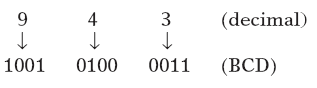 9 4 3 (decimal)
↓ ↓ ↓
1001 0100 0011 (BCD)